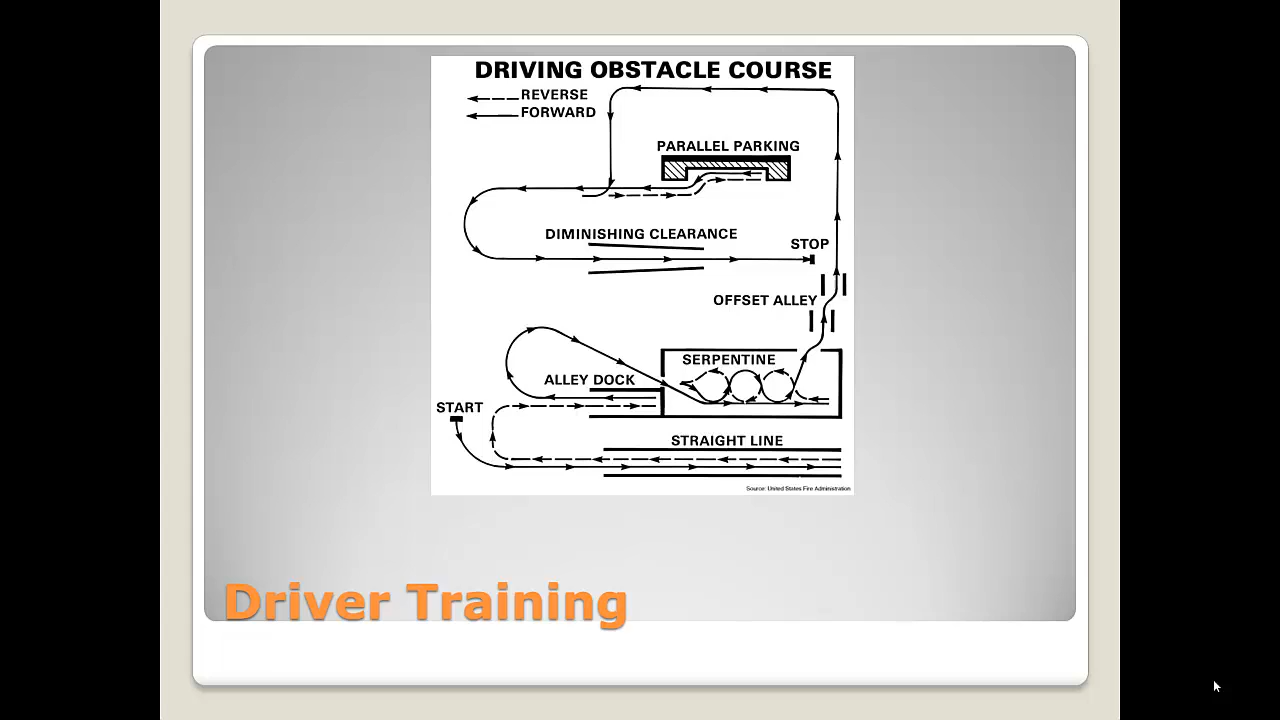 DRIVING OBSTACLE COURSE
REVERSE
FORWARD
PARALLEL PARKING
DIMINISHING CLEARANCE
STOP
OFFSET ALLEY
SERPENTINE
ALLEY DOCK
START
STRAIGHT LINE
Source: United States Fire Administration
Driver Training